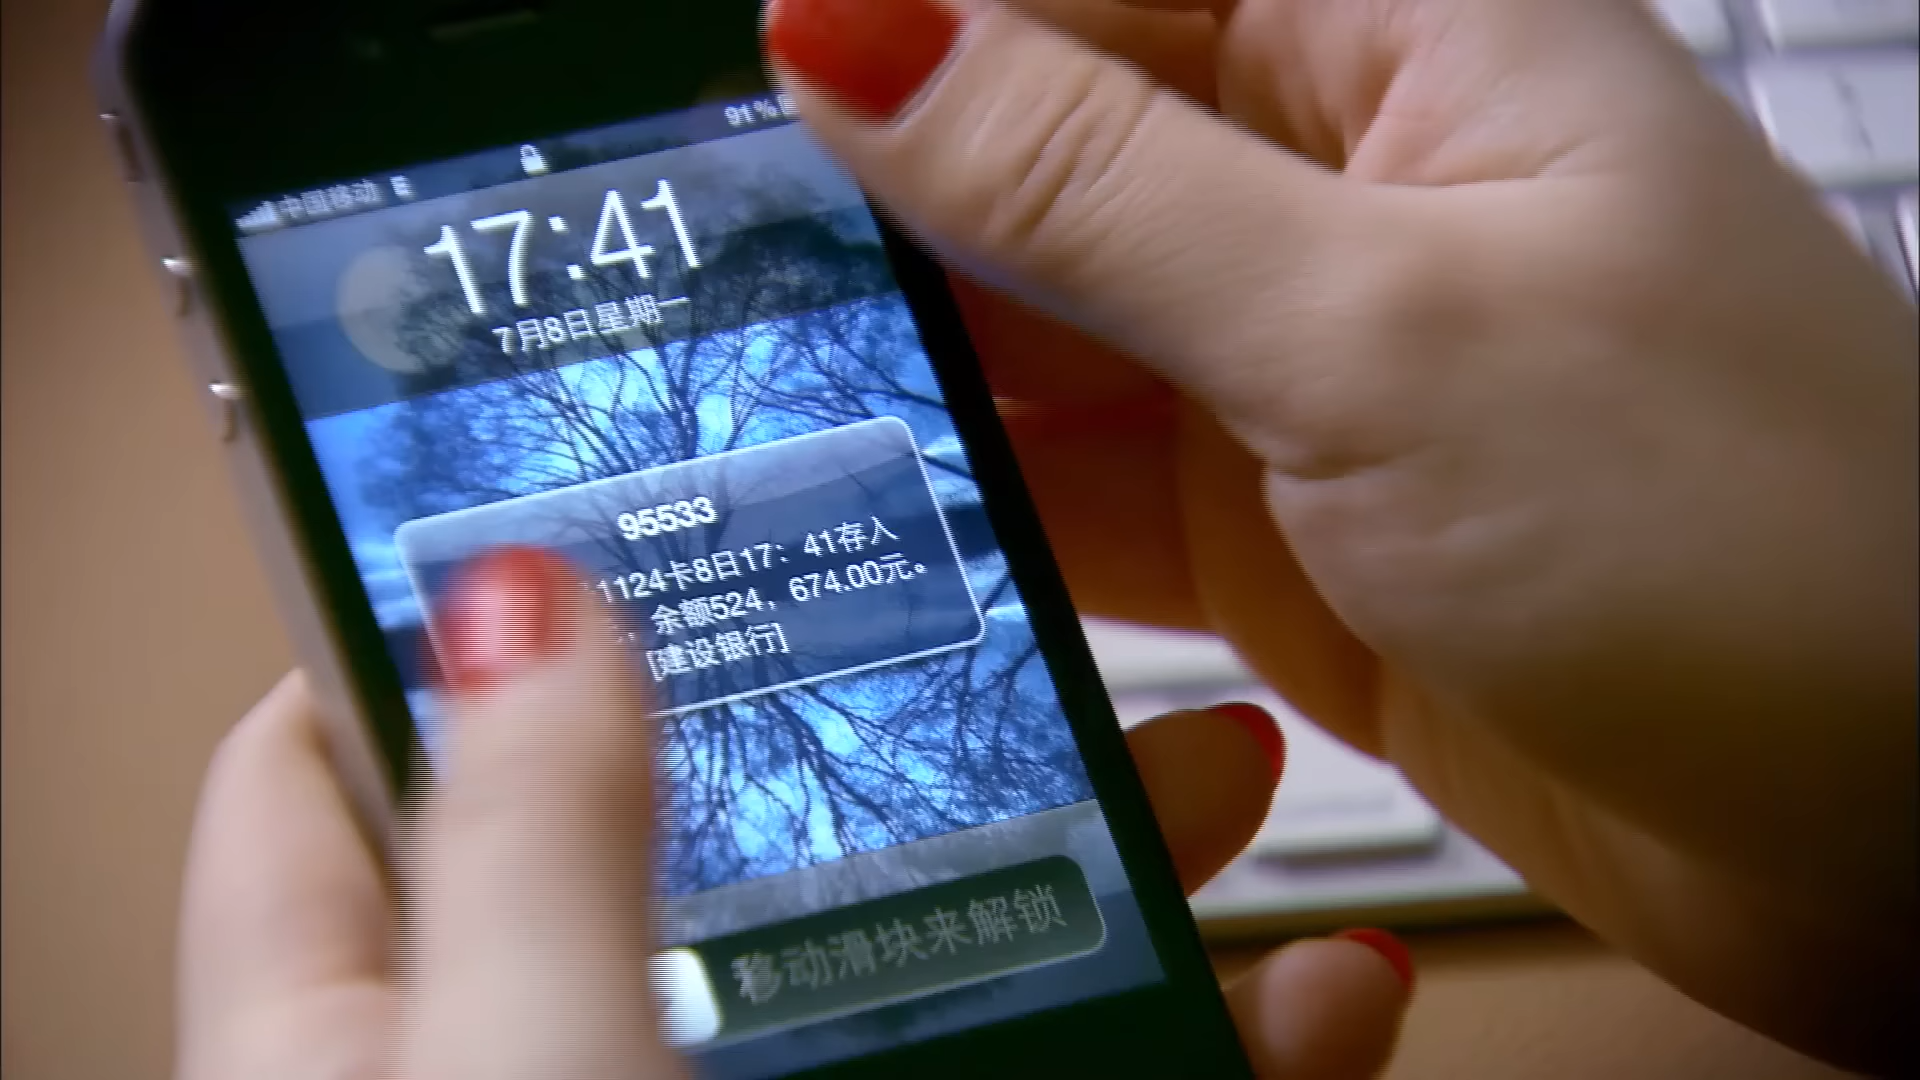 中国移动 91%
17:41
7月8日星期一
95533
1124卡8日17：41存入
，余额524，674.00元。
[建设银行]
移动滑块来解锁